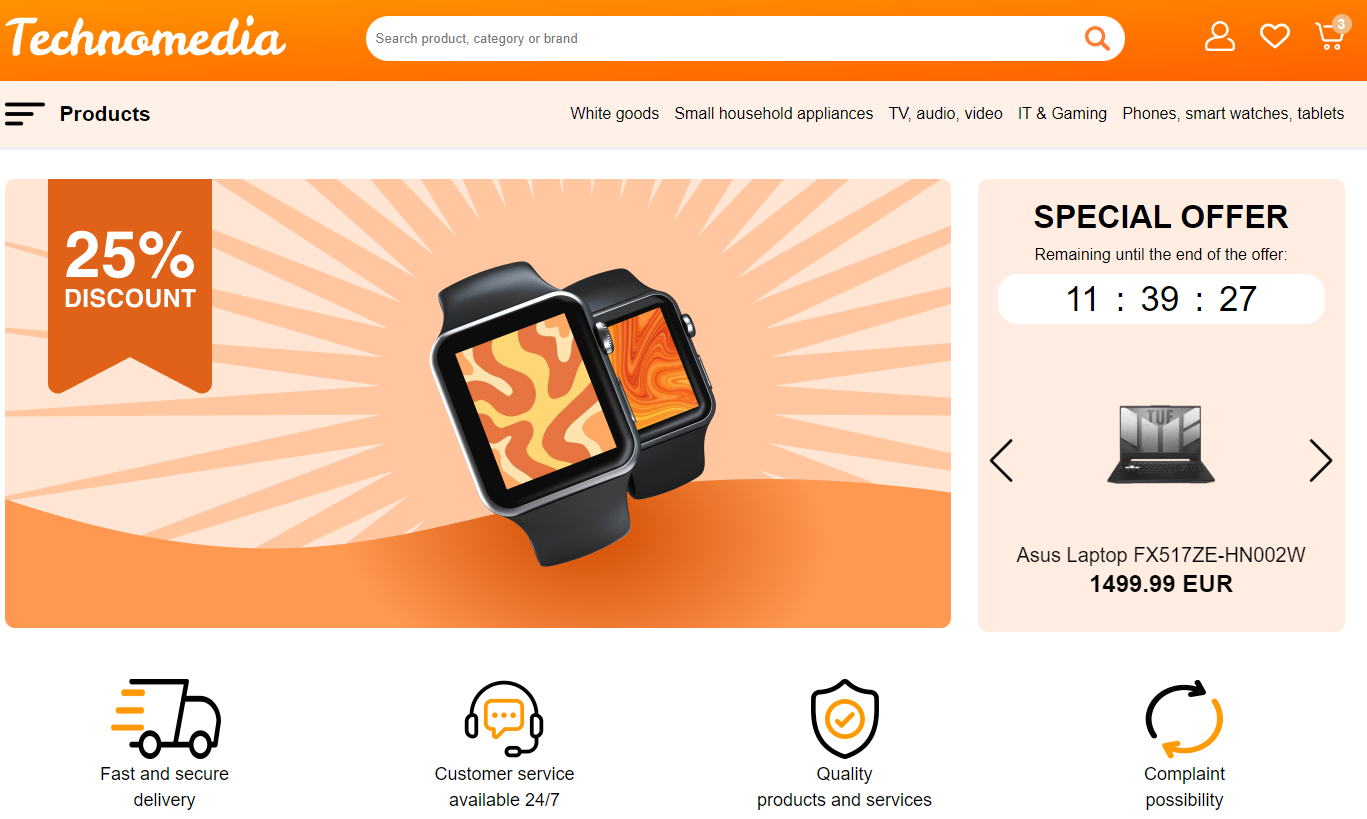 Technomedia
Search product, category or brand
3
Products
White goods Small household appliances TV, audio, video IT & Gaming Phones, smart watches, tablets
25%
DISCOUNT
SPECIAL OFFER
Remaining until the end of the offer:
11 : 39 : 27
TUF
Asus Laptop FX517ZE-HN002W
1499.99 EUR
Fast and secure
delivery
Customer service
available 24/7
Quality
products and services
Complaint
possibility